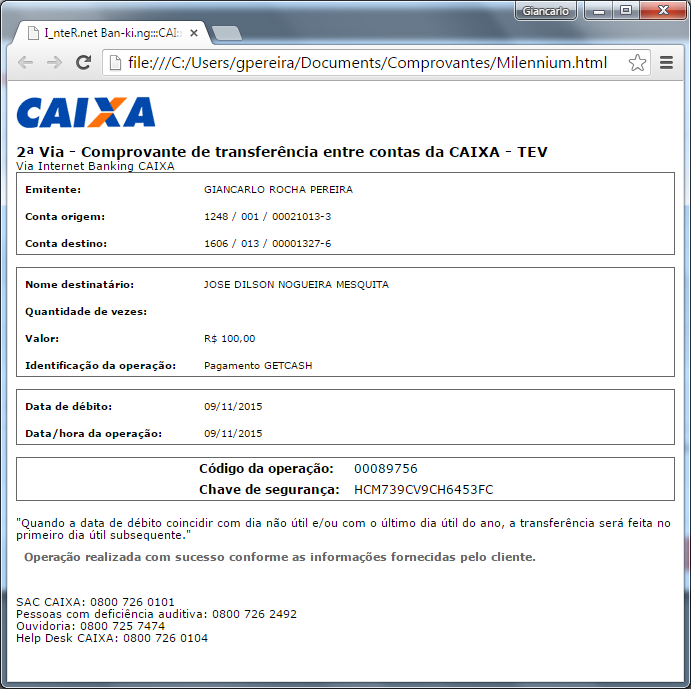 Giancarlo
I_nteR.net Ban-ki.ng:::CAI
file:///C:/Users/gpereira/Documents/Comprovantes/Milennium.html
CAIXA
2ª Via - Comprovante de transferência entre contas da CAIXA - TEV
Via Internet Banking CAIXA
Emitente: GIANCARLO ROCHA PEREIRA
Conta origem: 1248 / 001 / 00021013-3
Conta destino: 1606 / 013 / 00001327-6
Nome destinatário: JOSE DILSON NOGUEIRA MESQUITA
Quantidade de vezes:
Valor: R$ 100,00
Identificação da operação: Pagamento GETCASH
Data de débito: 09/11/2015
Data/hora da operação: 09/11/2015
Código da operação: 00089756
Chave de segurança: HCM739CV9CH6453FC
"Quando a data de débito coincidir com dia não útil e/ou com o último dia útil do ano, a transferência será feita no
primeiro dia útil subsequente."
Operação realizada com sucesso conforme as informações fornecidas pelo cliente.
SAC CAIXA: 0800 726 0101
Pessoas com deficiência auditiva: 0800 726 2492
Ouvidoria: 0800 725 7474
Help Desk CAIXA: 0800 726 0104